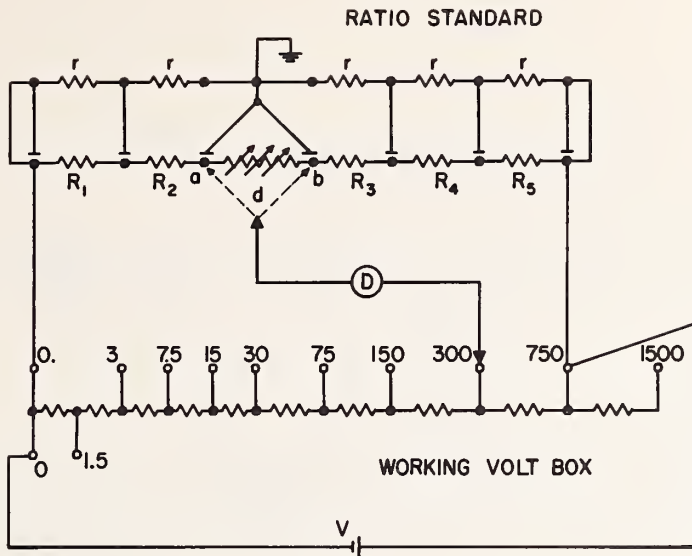 RATIO STANDARD
r r r r r
R1 R2 a d b R3 R4 R5
D
0. 3 7.5 15 30 75 150 300 750 1500
0 1.5
WORKING VOLT BOX
V